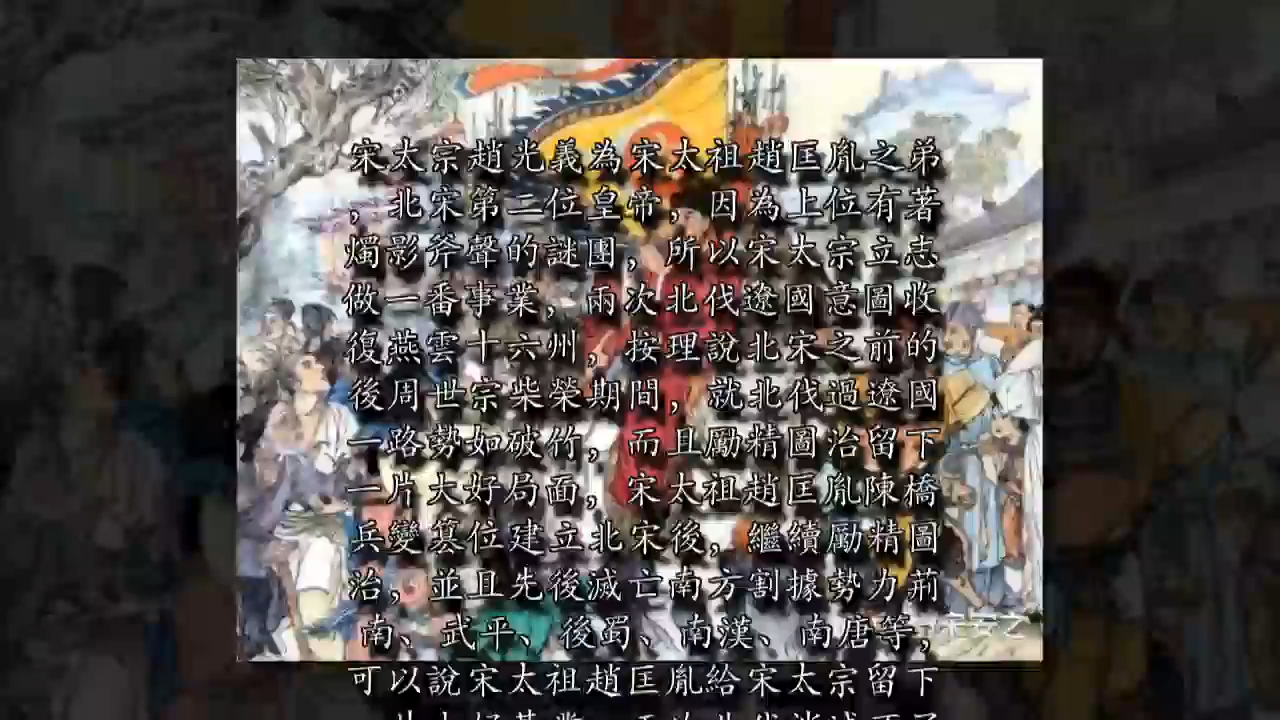 宋太宗趙光義為宋太祖趙匡胤之弟
，北宋第二位皇帝，因為上位有著
燭影斧聲的謎團，所以宋太宗立志
做一番事業，兩次北伐遼國意圖收
復燕雲十六州，按理說北宋之前的
後周世宗柴榮期間，就北伐過遼國
一路勢如破竹，而且勵精圖治留下
一片大好局面，宋太祖趙匡胤陳橋
兵變篡位建立北宋後，繼續勵精圖
治，並且先後滅亡南方割據勢力荊
南、武平、後蜀、南漢、南唐等，
可以說宋太祖趙匡胤給宋太宗留下